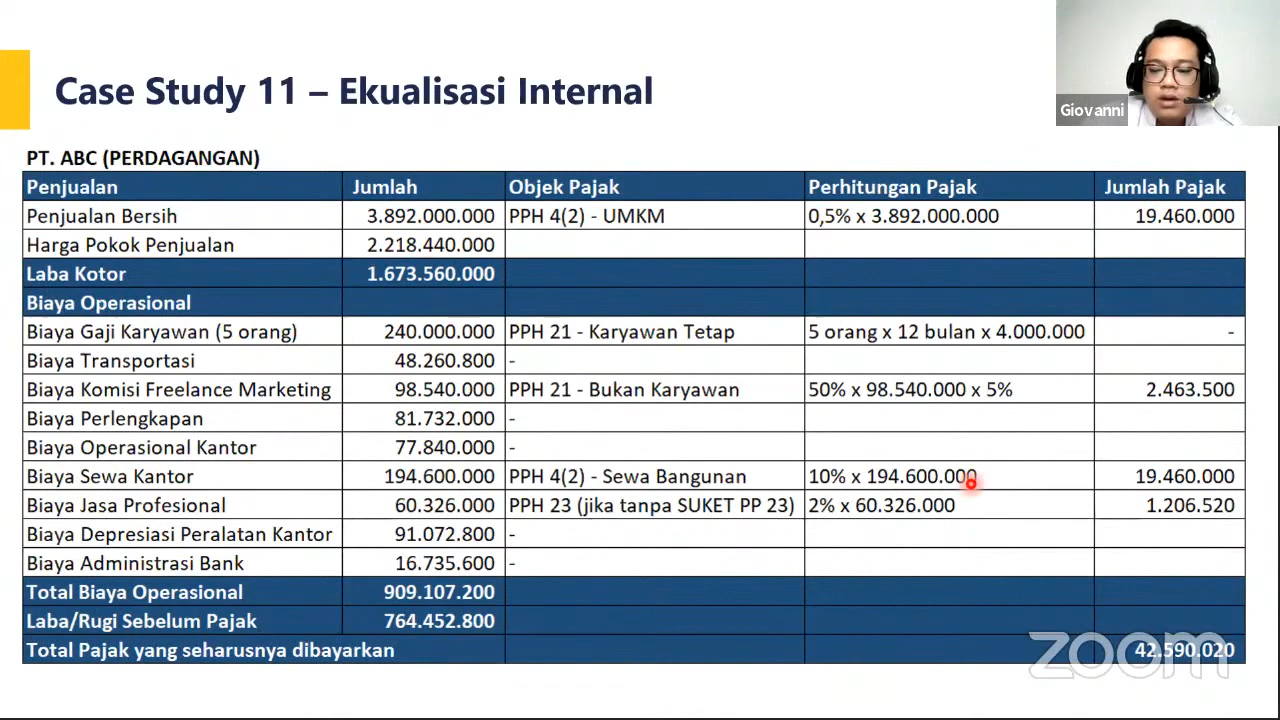 Case Study 11 – Ekualisasi Internal
Giovanni
PT. ABC (PERDAGANGAN)
Penjualan Jumlah Objek Pajak Perhitungan Pajak Jumlah Pajak
Penjualan Bersih 3.892.000.000 PPH 4(2) - UMKM 0,5% x 3.892.000.000 19.460.000
Harga Pokok Penjualan 2.218.440.000
Laba Kotor 1.673.560.000
Biaya Operasional
Biaya Gaji Karyawan (5 orang) 240.000.000 PPH 21 - Karyawan Tetap 5 orang x 12 bulan x 4.000.000 -
Biaya Transportasi 48.260.800 -
Biaya Komisi Freelance Marketing 98.540.000 PPH 21 - Bukan Karyawan 50% x 98.540.000 x 5% 2.463.500
Biaya Perlengkapan 81.732.000 -
Biaya Operasional Kantor 77.840.000 -
Biaya Sewa Kantor 194.600.000 PPH 4(2) - Sewa Bangunan 10% x 194.600.000 19.460.000
Biaya Jasa Profesional 60.326.000 PPH 23 (jika tanpa SUKET PP 23) 2% x 60.326.000 1.206.520
Biaya Depresiasi Peralatan Kantor 91.072.800 -
Biaya Administrasi Bank 16.735.600 -
Total Biaya Operasional 909.107.200
Laba/Rugi Sebelum Pajak 764.452.800
Total Pajak yang seharusnya dibayarkan 42.590.020
zoom